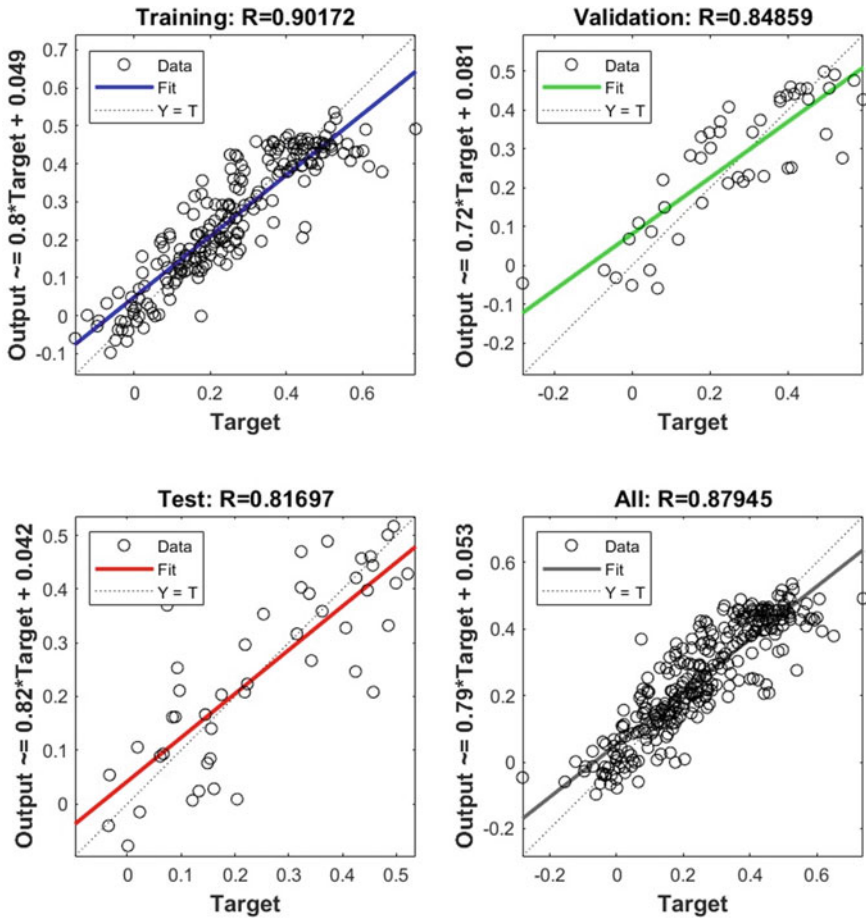 Training: R=0.90172
Output ~= 0.8*Target + 0.049
0.7
0.6
0.5
0.4
0.3
0.2
0.1
0
-0.1
Data
Fit
Y = T
0
0.2
0.4
0.6
Target
Validation: R=0.84859
Output ~= 0.72*Target + 0.081
0.5
0.4
0.3
0.2
0.1
0
-0.1
-0.2
Data
Fit
Y = T
-0.2
0
0.2
0.4
Target
Test: R=0.81697
Output ~= 0.82*Target + 0.042
0.5
0.4
0.3
0.2
0.1
0
Data
Fit
Y = T
0
0.1
0.2
0.3
0.4
0.5
Target
All: R=0.87945
Output ~= 0.79*Target + 0.053
0.6
0.4
0.2
0
-0.2
Data
Fit
Y = T
-0.2
0
0.2
0.4
0.6
Target